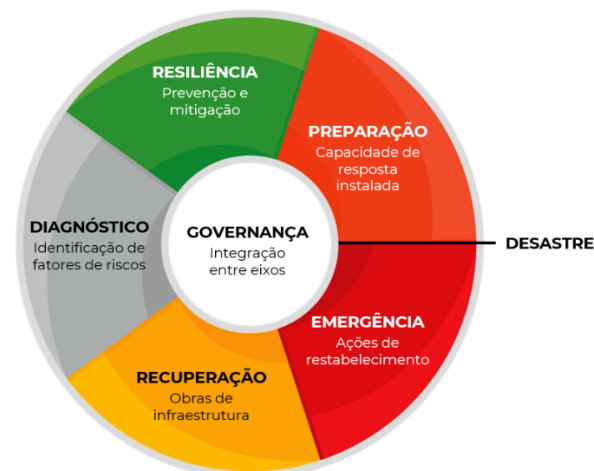 RESILIÊNCIA
Prevenção e
mitigação
PREPARAÇÃO
Capacidade de
resposta
instalada
DESASTRE
EMERGÊNCIA
Ações de
restabelecimento
RECUPERAÇÃO
Obras de
infraestrutura
DIAGNÓSTICO
Identificação de
fatores de riscos
GOVERNANÇA
Integração
entre eixos